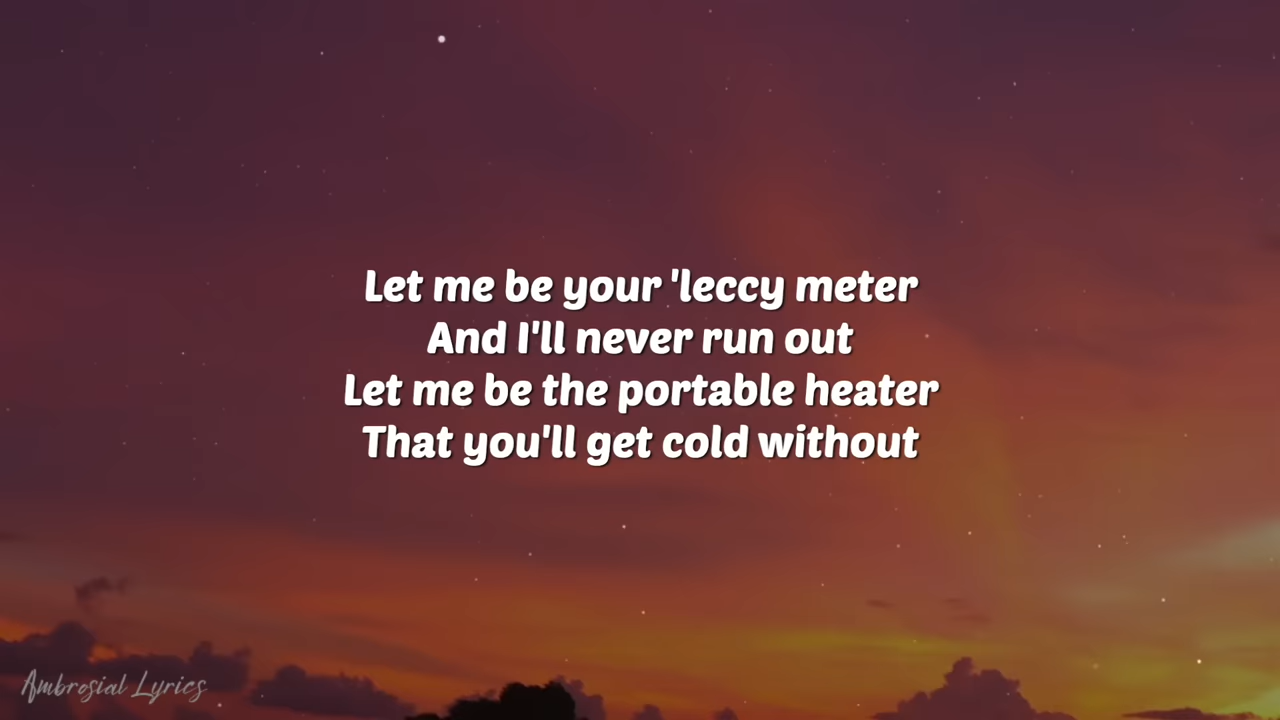 Let me be your 'leccy meter
And I'll never run out
Let me be the portable heater
That you'll get cold without
Ambrosial Lyrics